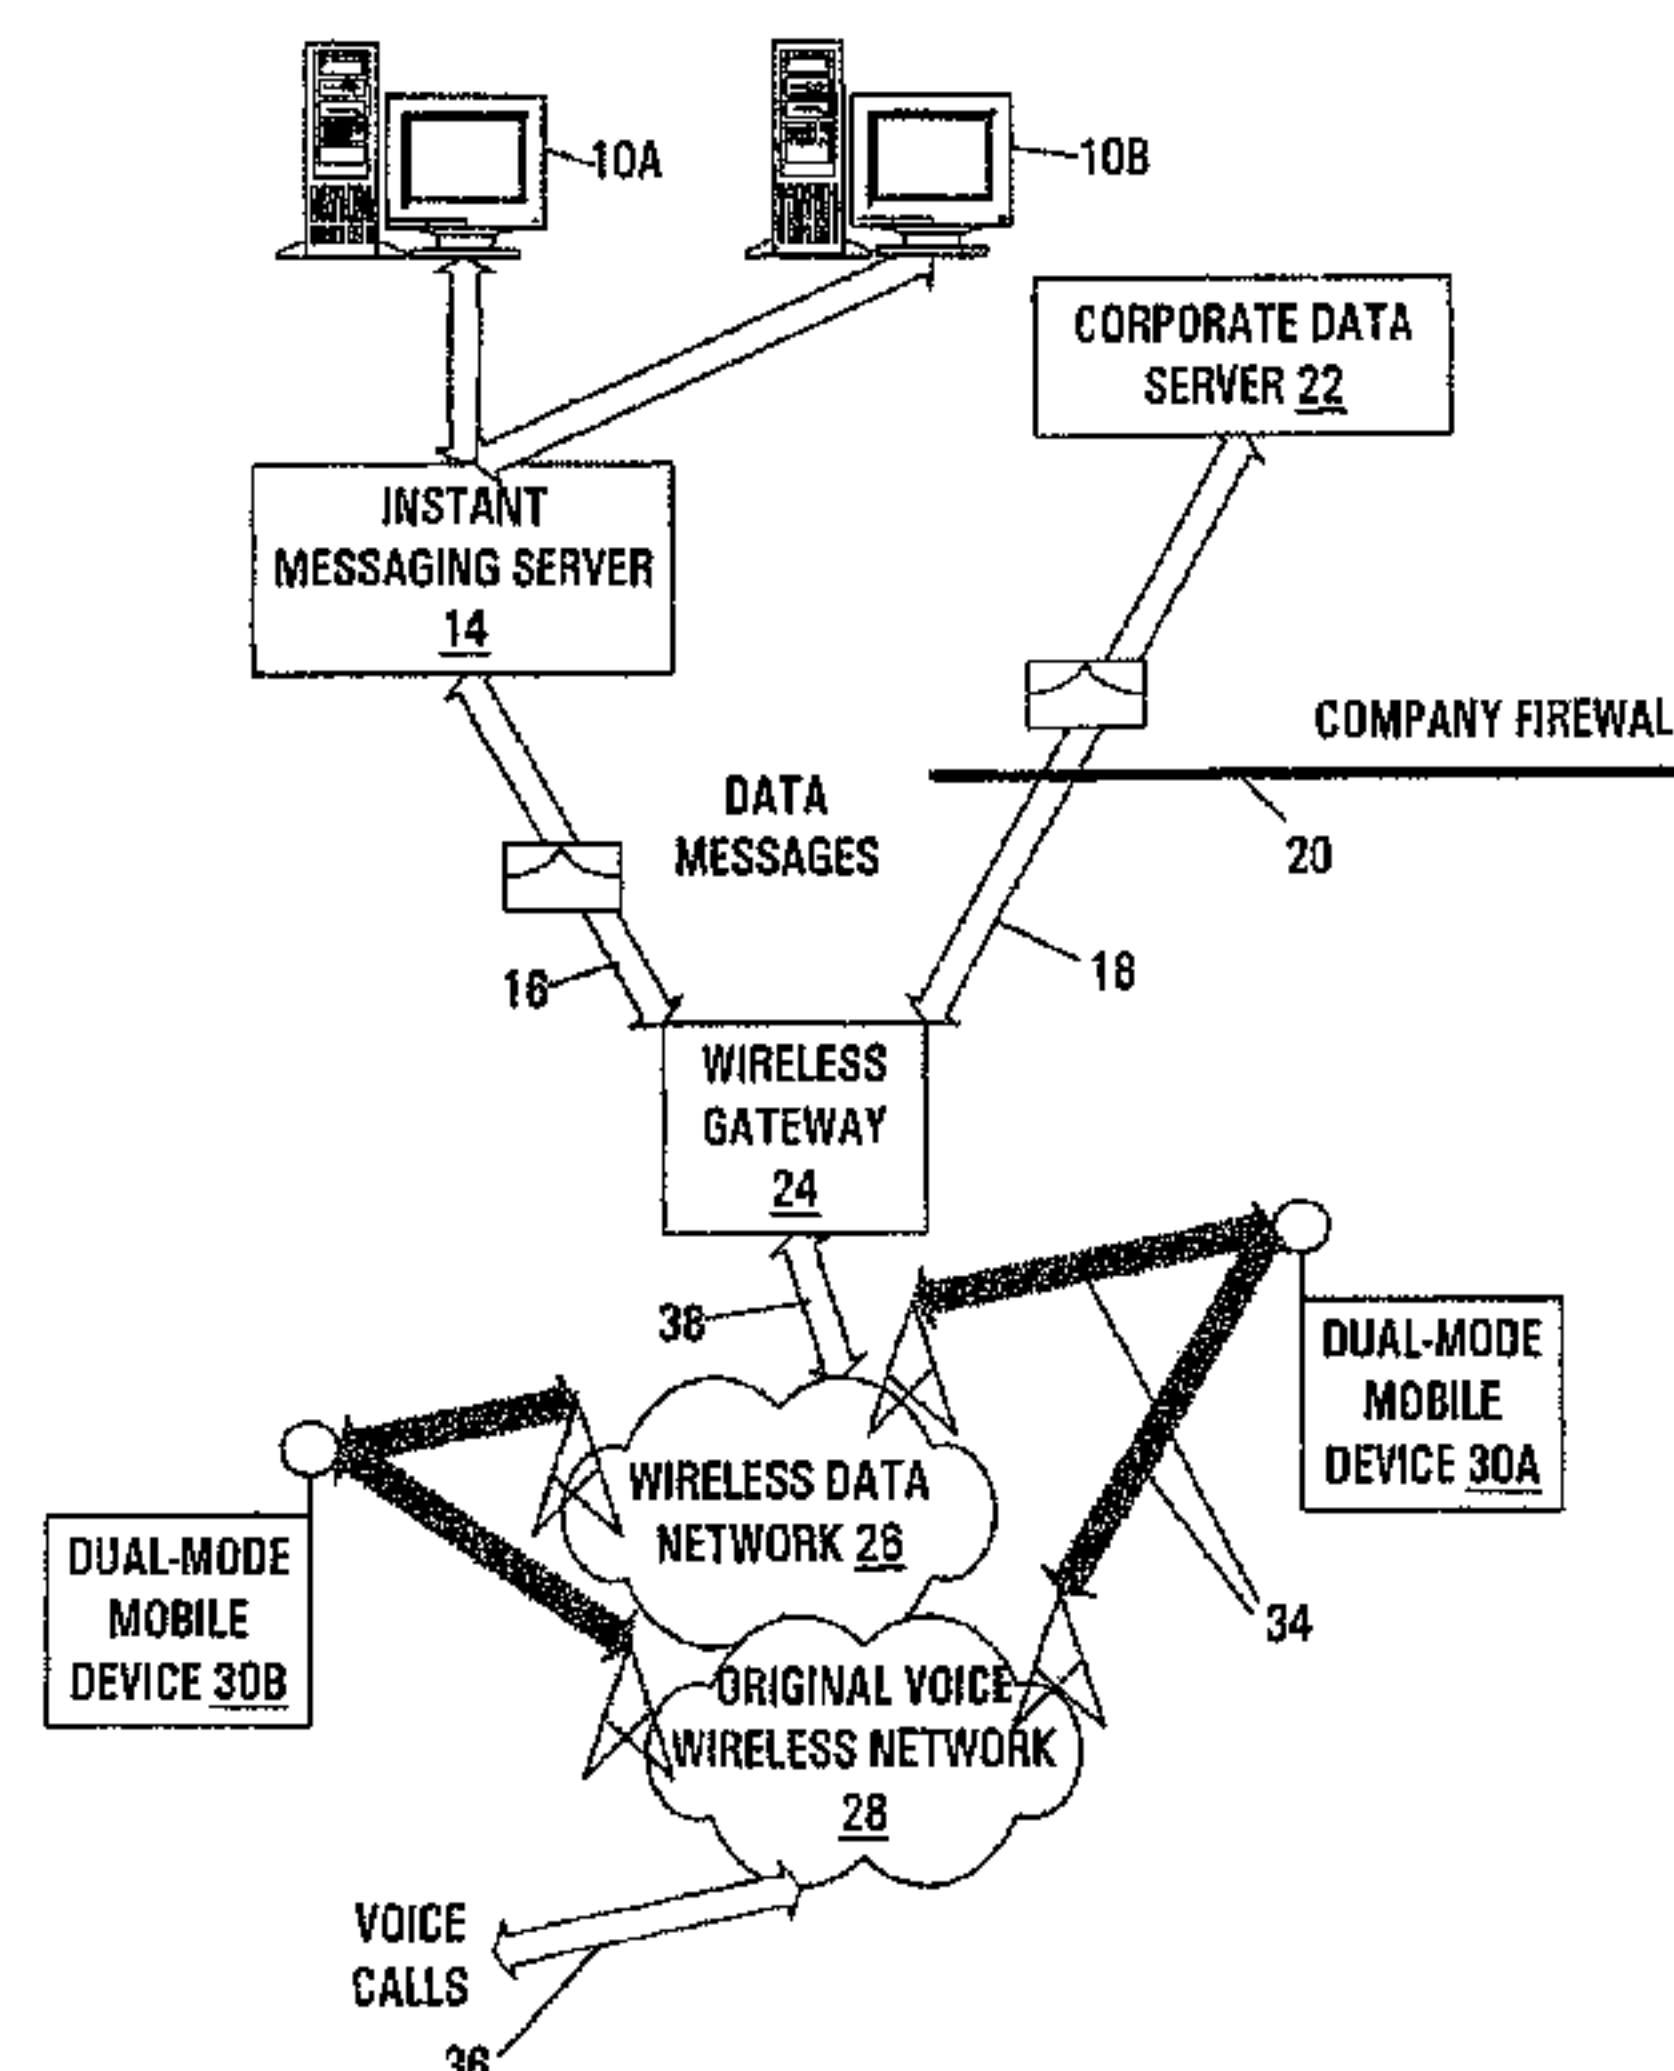 10A
10B
CORPORATE DATA
SERVER 22
INSTANT
MESSAGING SERVER
14
COMPANY FIREWAL
DATA
MESSAGES
20
16
18
WIRELESS
GATEWAY
24
38
DUAL-MODE
MOBILE
DEVICE 30A
WIRELESS DATA
NETWORK 26
DUAL-MODE
MOBILE
DEVICE 30B
34
ORIGINAL VOICE
WIRELESS NETWORK
28
VOICE
CALLS
36